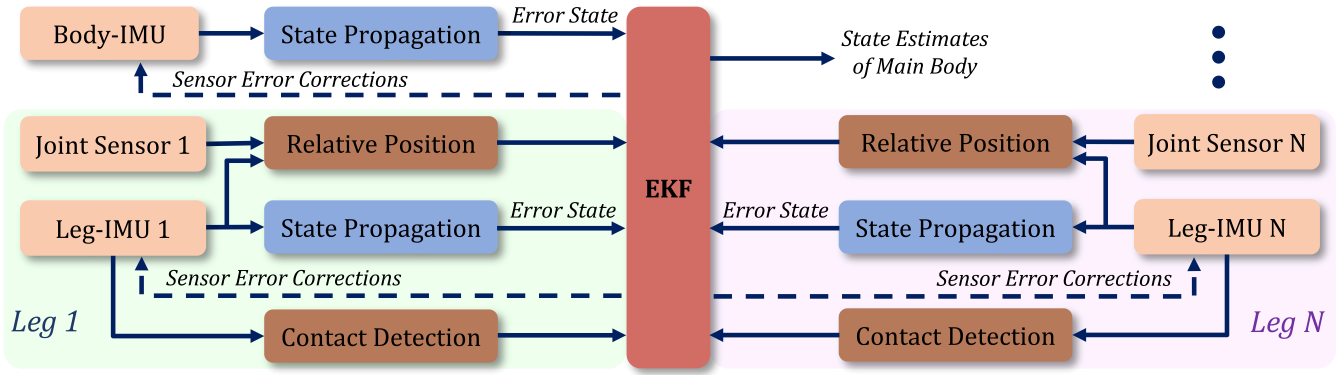 Body-IMU
State Propagation
Error State
Sensor Error Corrections
State Estimates
of Main Body
Joint Sensor 1
Relative Position
Leg-IMU 1
State Propagation
Error State
Sensor Error Corrections
Leg 1
Contact Detection
EKF
Relative Position
Joint Sensor N
Error State
State Propagation
Leg-IMU N
Sensor Error Corrections
Contact Detection
Leg N